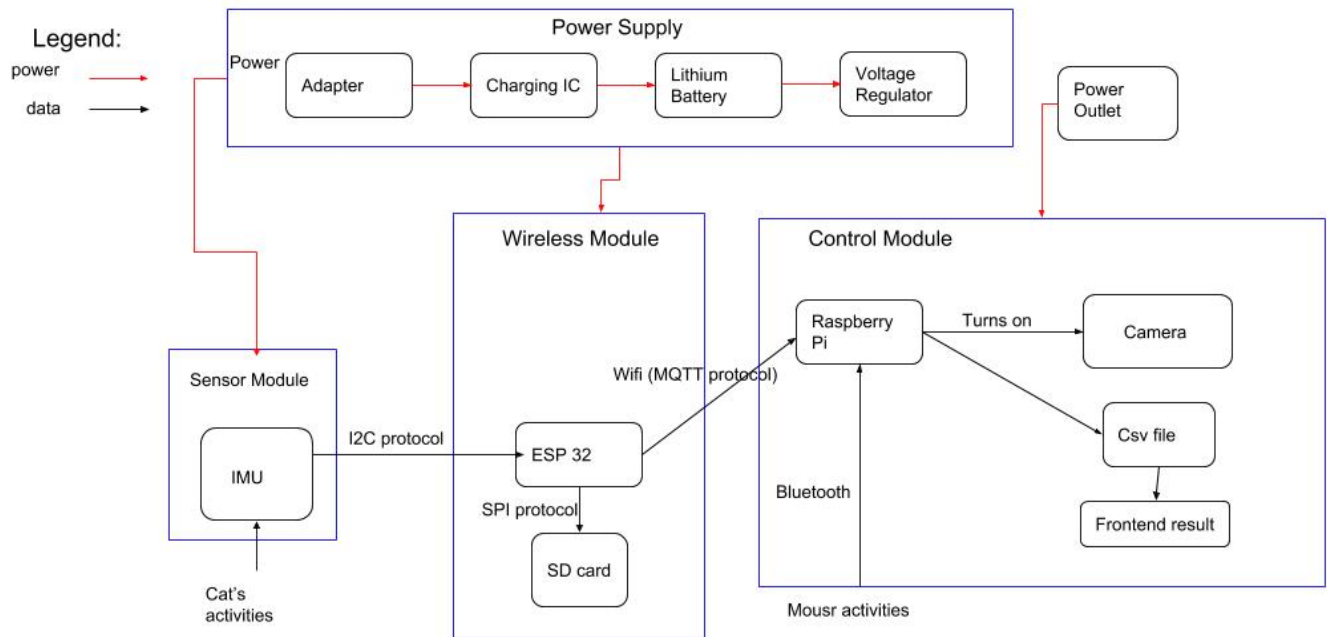 Legend:
power
data
Power Supply
Power
Adapter
Charging IC
Lithium
Battery
Voltage
Regulator
Power
Outlet
Wireless Module
Control Module
Sensor Module
IMU
I2C protocol
ESP 32
SPI protocol
SD card
Wifi (MQTT protocol)
Raspberry
Pi
Turns on
Camera
Csv file
Frontend result
Bluetooth
Cat's
activities
Mousr activities